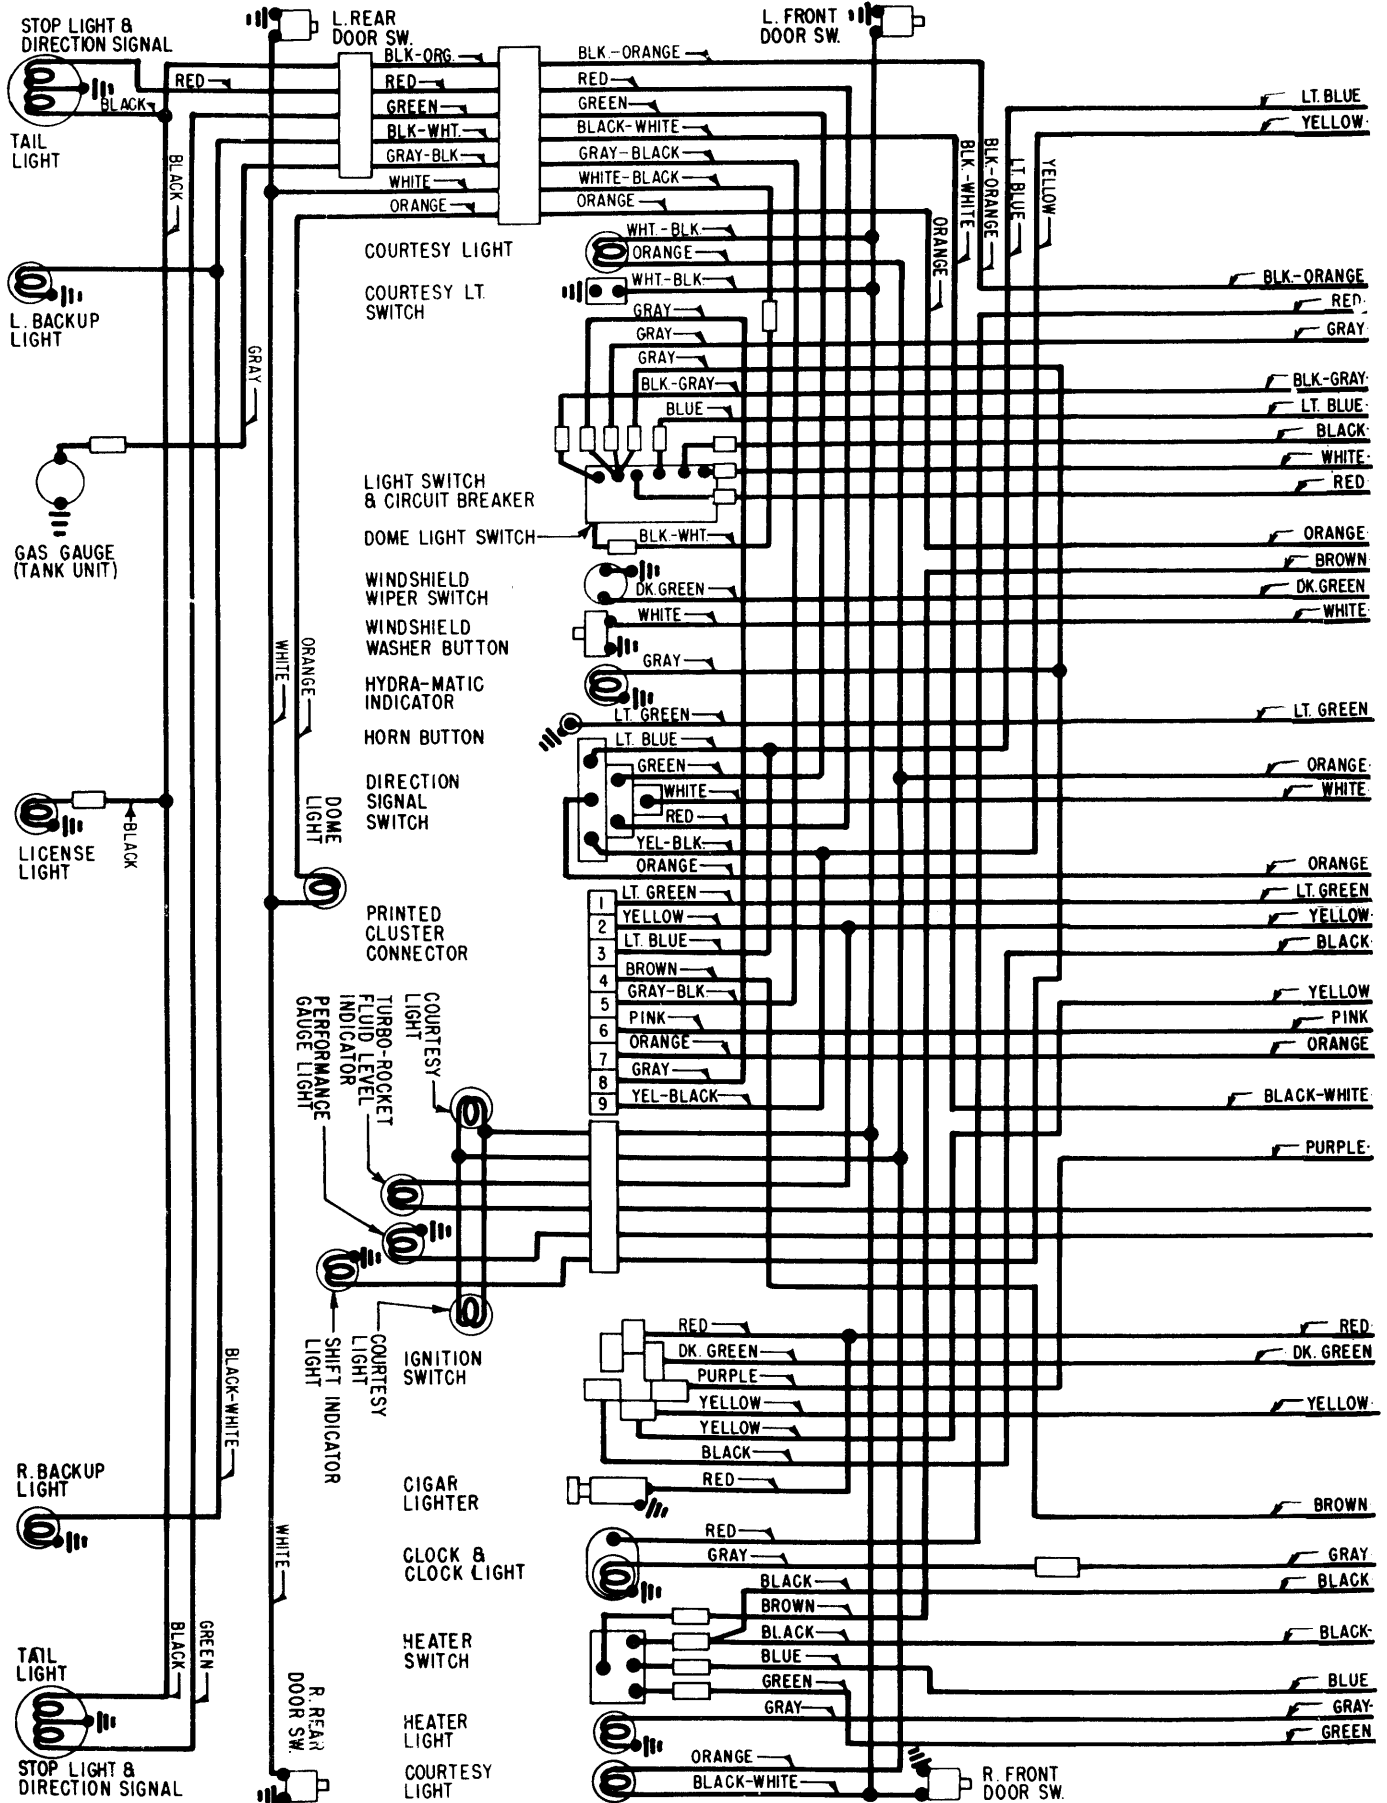 STOP LIGHT &
DIRECTION SIGNAL
L. REAR
DOOR SW.
L. FRONT
DOOR SW.
RED
BLACK
TAIL
LIGHT
BLK-ORG.
RED
GREEN
BLK-WHT.
GRAY-BLK
WHITE
ORANGE
BLK.-ORANGE
RED
GREEN
BLACK-WHITE
GRAY-BLACK
WHITE-BLACK
ORANGE
LT. BLUE
YELLOW
BLACK
BLK.-WHITE
BLK-ORANGE
LT. BLUE
YELLOW
ORANGE
COURTESY LIGHT
WHT.-BLK.
ORANGE
COURTESY LT.
SWITCH
WHT-BLK.
BLK.-ORANGE
RED
GRAY
L. BACKUP
LIGHT
GRAY
GRAY
GRAY
GRAY
BLK.-GRAY
BLUE
BLK.-GRAY
LT. BLUE
BLACK
WHITE
RED
LIGHT SWITCH
& CIRCUIT BREAKER
DOME LIGHT SWITCH
BLK.-WHT.
ORANGE
BROWN
GAS GAUGE
(TANK UNIT)
WINDSHIELD
WIPER SWITCH
DK. GREEN
DK. GREEN
WINDSHIELD
WASHER BUTTON
WHITE
WHITE
WHITE
ORANGE
HYDRA-MATIC
INDICATOR
GRAY
HORN BUTTON
LT. GREEN
LT. GREEN
DIRECTION
SIGNAL
SWITCH
LT. BLUE
GREEN
WHITE
RED
YEL-BLK.
ORANGE
ORANGE
WHITE
ORANGE
LICENSE
LIGHT
BLACK
DOME
LIGHT
PRINTED
CLUSTER
CONNECTOR
1 LT. GREEN
2 YELLOW
3 LT. BLUE
4 BROWN
5 GRAY-BLK.
6 PINK
7 ORANGE
8 GRAY
9 YEL-BLACK
LT. GREEN
YELLOW
BLACK
YELLOW
PINK
ORANGE
BLACK-WHITE
PURPLE
COURTESY
LIGHT
TURBO-ROCKET
FLUID LEVEL
INDICATOR
PERFORMANCE
GAUGE LIGHT
COURTESY
LIGHT
SHIFT INDICATOR
LIGHT
BLACK-WHITE
IGNITION
SWITCH
RED
DK. GREEN
PURPLE
YELLOW
YELLOW
BLACK
RED
DK. GREEN
YELLOW
R. BACKUP
LIGHT
CIGAR
LIGHTER
RED
BROWN
CLOCK &
CLOCK LIGHT
RED
GRAY
GRAY
BLACK
WHITE
HEATER
SWITCH
BLACK
BROWN
BLACK
BLUE
GREEN
BLACK
BLUE
TAIL
LIGHT
BLACK
GREEN
R. REAR
DOOR SW.
HEATER
LIGHT
GRAY
GRAY
GREEN
STOP LIGHT &
DIRECTION SIGNAL
COURTESY
LIGHT
ORANGE
BLACK-WHITE
R. FRONT
DOOR SW.